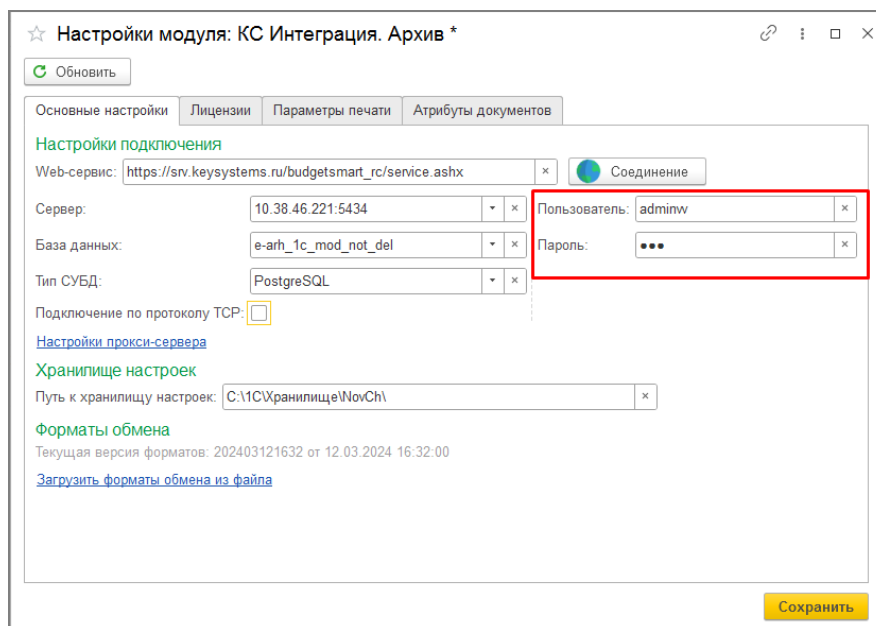 Настройки модуля: КС Интеграция. Архив *
Обновить
Основные настройки Лицензии Параметры печати Атрибуты документов
Настройки подключения
Web-сервис: https://srv.keysystems.ru/budgetsmart_rc/service.ashx Соединение
Сервер: 10.38.46.221:5434 Пользователь: adminw
База данных: e-arh_1c_mod_not_del Пароль: ●●●
Тип СУБД: PostgreSQL
Подключение по протоколу TCP:
Настройки прокси-сервера
Хранилище настроек
Путь к хранилищу настроек: C:\1C\Хранилище\NovCh\
Форматы обмена
Текущая версия форматов: 202403121632 от 12.03.2024 16:32:00
Загрузить форматы обмена из файла
Сохранить